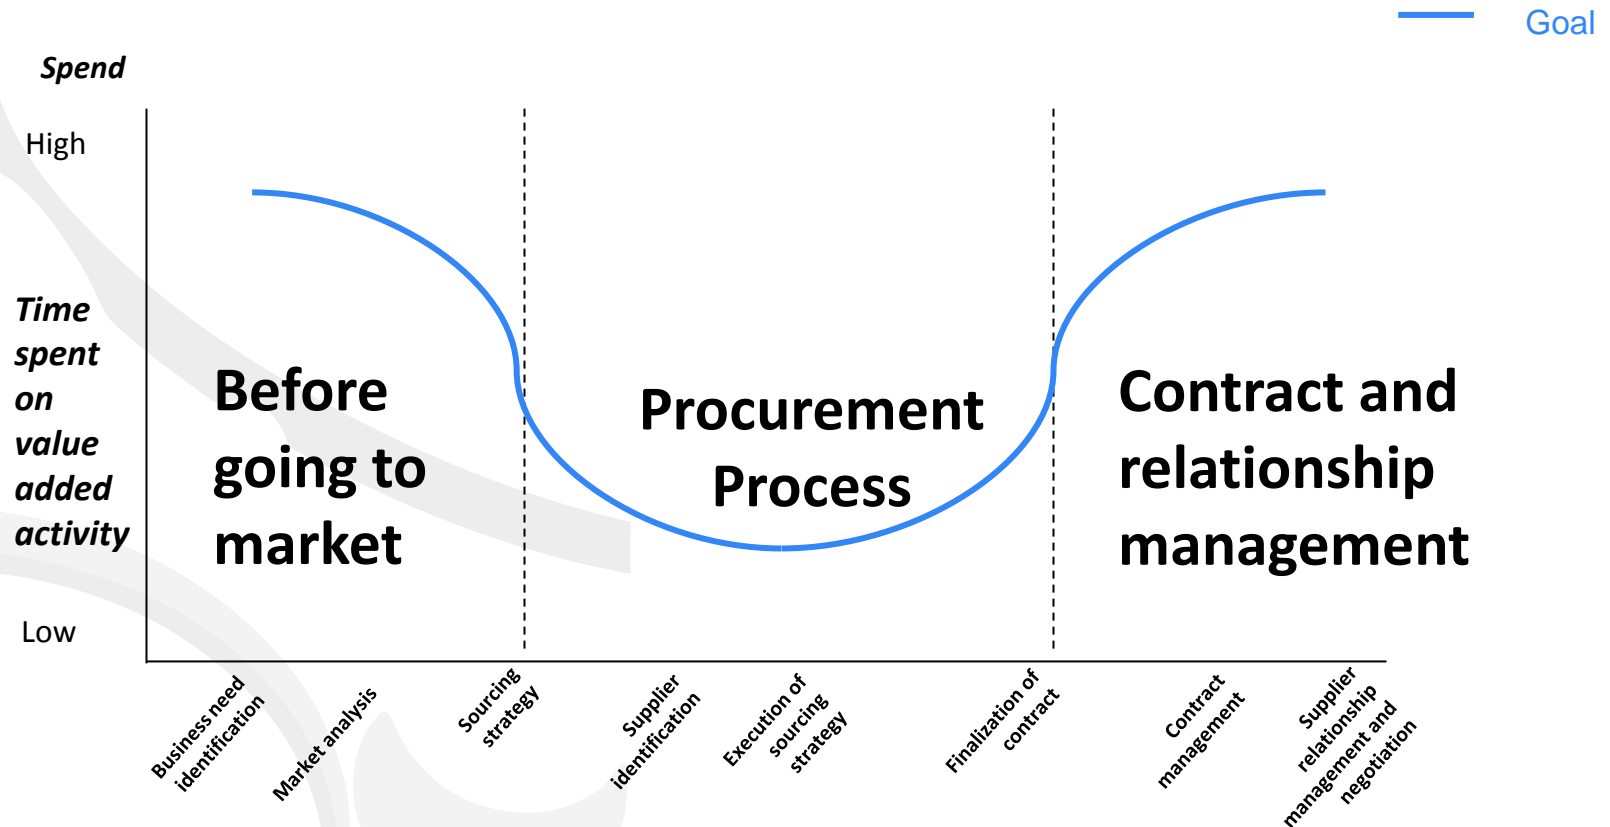 Goal
Spend
High
Time
spent
on
value
added
activity
Low
Before
going to
market
Procurement
Process
Contract and
relationship
management
Business need
identification
Market analysis
Sourcing
strategy
Supplier
identification
Execution of
sourcing
strategy
Finalization of
contract
Contract
management
Supplier
relationship
management and
negotiation